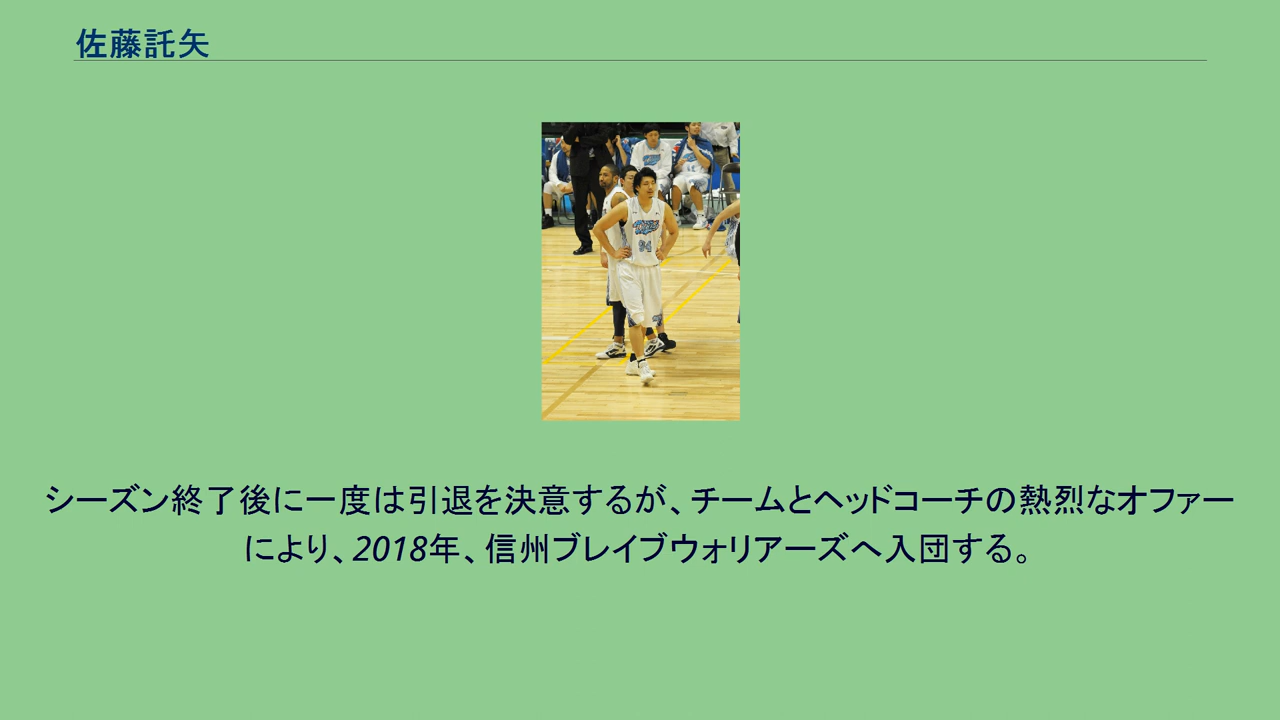 佐藤託矢
シーズン終了後に一度は引退を決意するが、チームとヘッドコーチの熱烈なオファー
により、2018年、信州ブレイブウォリアーズへ入団する。